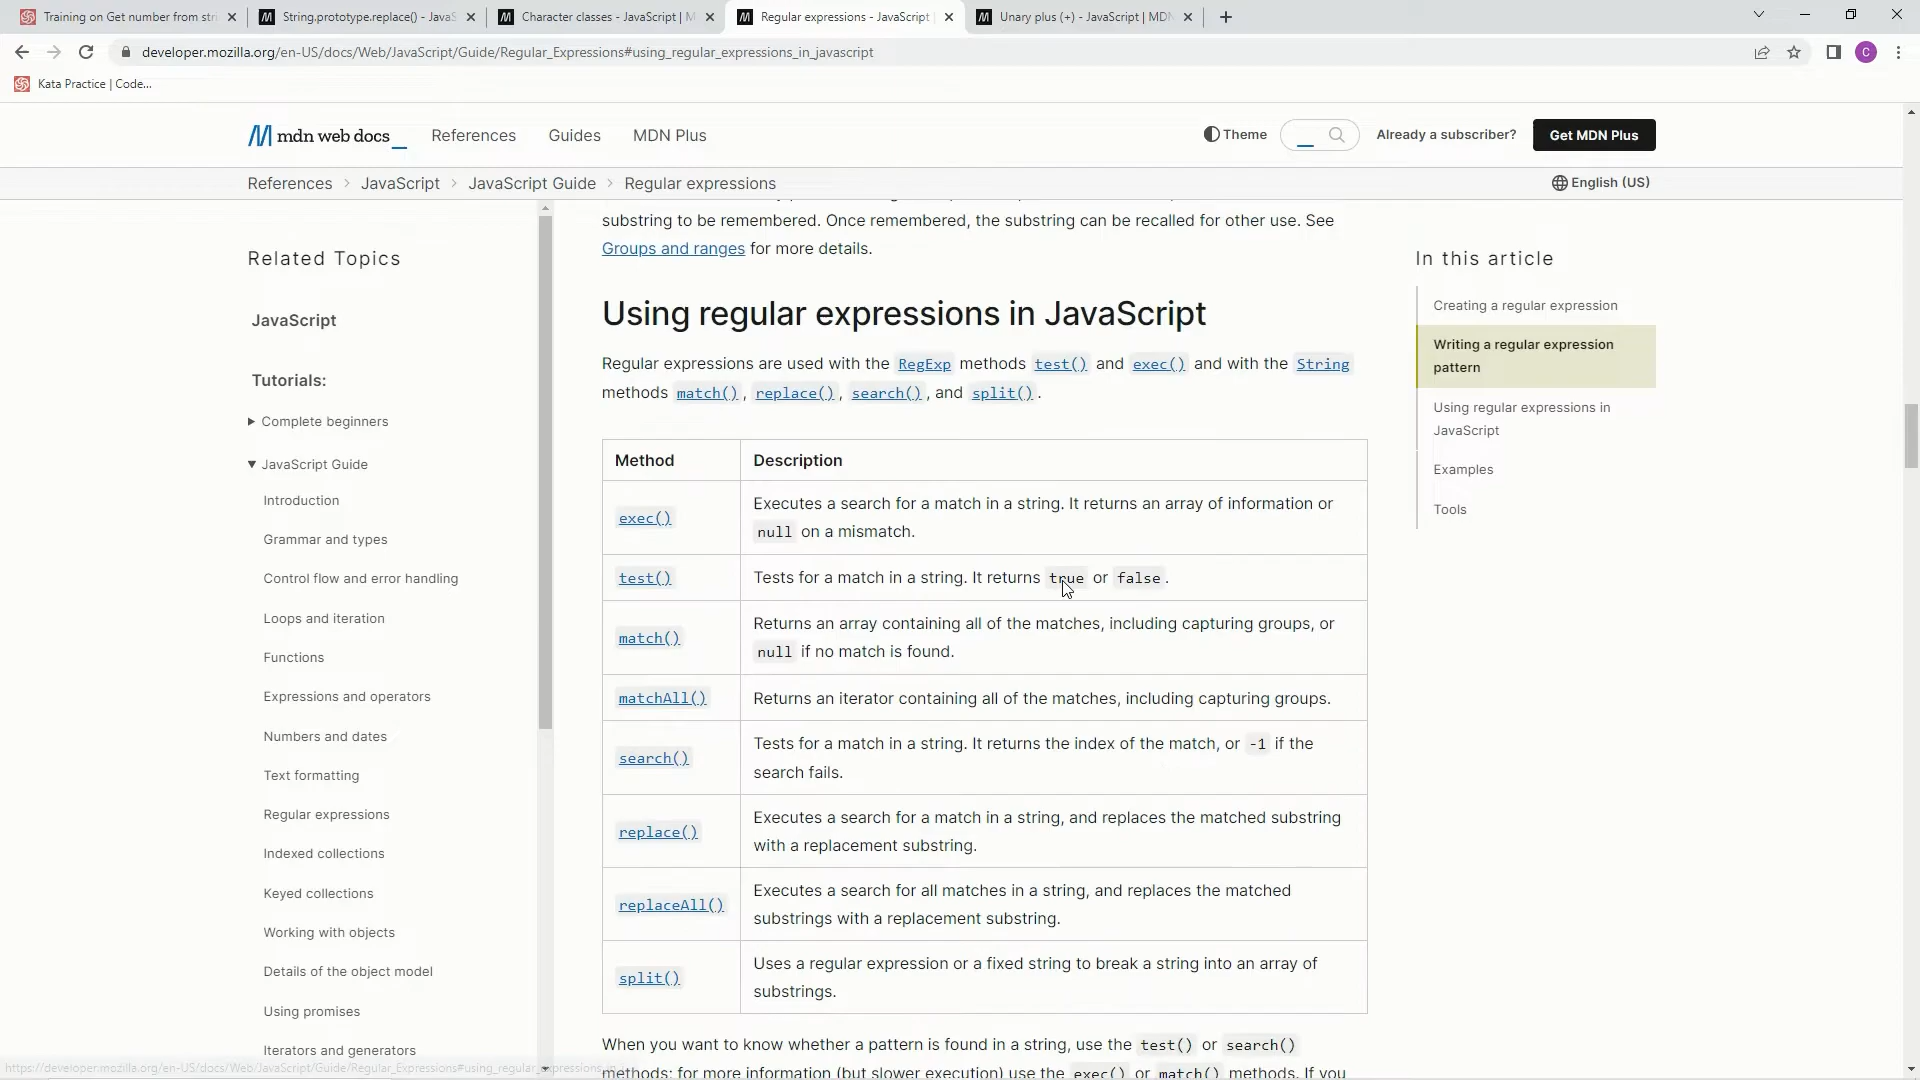 Training on Get number from str
String.prototype.replace() - JavaS
Character classes - JavaScript | M
Regular expressions - JavaScript
Unary plus (+) - JavaScript | MDN
developer.mozilla.org/en-US/docs/Web/JavaScript/Guide/Regular_Expressions#using_regular_expressions_in_javascript
C
Kata Practice | Code...
mdn web docs_
References
Guides
MDN Plus
Theme
Already a subscriber?
Get MDN Plus
References > JavaScript > JavaScript Guide > Regular expressions
English (US)
Related Topics
JavaScript
Tutorials:
Complete beginners
JavaScript Guide
Introduction
Grammar and types
Control flow and error handling
Loops and iteration
Functions
Expressions and operators
Numbers and dates
Text formatting
Regular expressions
Indexed collections
Keyed collections
Working with objects
Details of the object model
Using promises
Iterators and generators
substring to be remembered. Once remembered, the substring can be recalled for other use. See
Groups and ranges for more details.
Using regular expressions in JavaScript
Regular expressions are used with the RegExp methods test() and exec() and with the String
methods match(), replace(), search(), and split().
Method Description
exec() Executes a search for a match in a string. It returns an array of information or
null on a mismatch.
test() Tests for a match in a string. It returns true or false.
match() Returns an array containing all of the matches, including capturing groups, or
null if no match is found.
matchAll() Returns an iterator containing all of the matches, including capturing groups.
search() Tests for a match in a string. It returns the index of the match, or -1 if the
search fails.
replace() Executes a search for a match in a string, and replaces the matched substring
with a replacement substring.
replaceAll() Executes a search for all matches in a string, and replaces the matched
substrings with a replacement substring.
split() Uses a regular expression or a fixed string to break a string into an array of
substrings.
When you want to know whether a pattern is found in a string, use the test() or search()
methods; for more information (but slower execution) use the exec() or match() methods. If you
In this article
Creating a regular expression
Writing a regular expression
pattern
Using regular expressions in
JavaScript
Examples
Tools